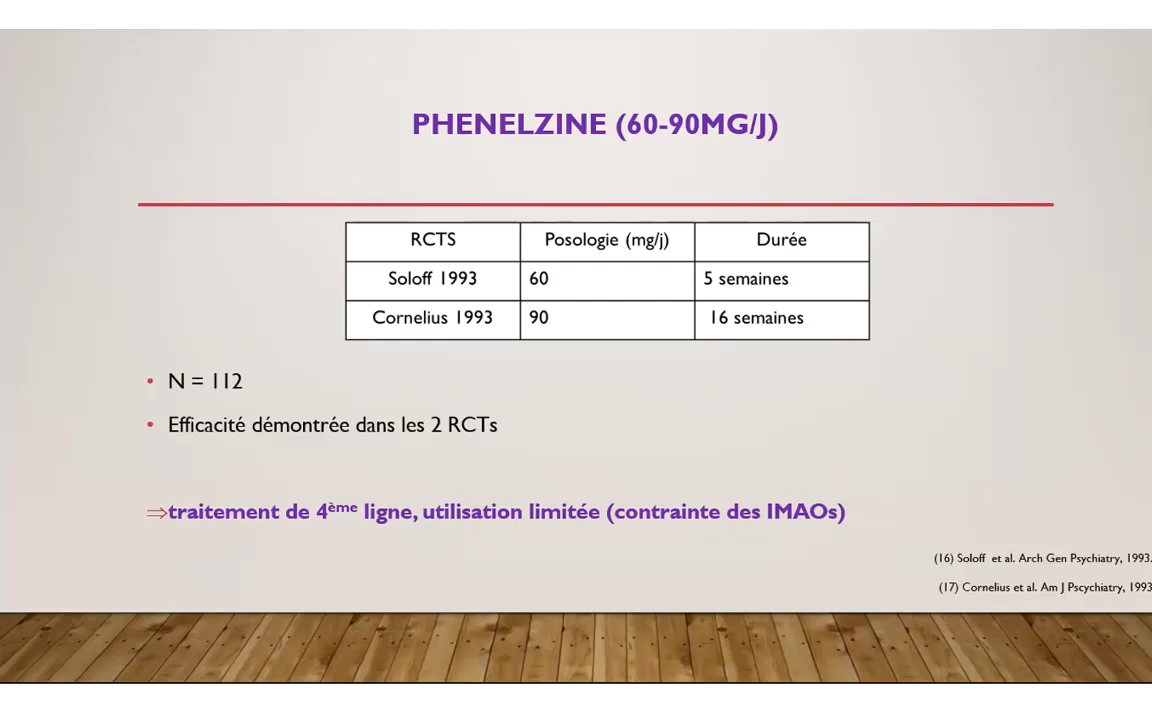 PHENELZINE (60-90MG/J)
RCTS Posologie (mg/j) Durée
Soloff 1993 60 5 semaines
Cornelius 1993 90 16 semaines
• N = 112
• Efficacité démontrée dans les 2 RCTs
⇒traitement de 4ème ligne, utilisation limitée (contrainte des IMAOs)
(16) Soloff et al. Arch Gen Psychiatry, 1993.
(17) Cornelius et al. Am J Pscychiatry, 1993